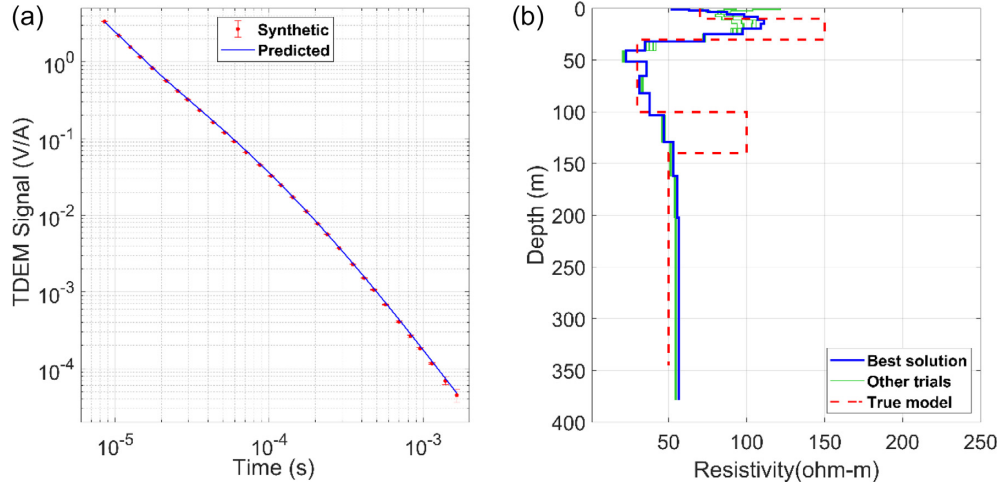 (a)
Synthetic
Predicted
10^0
10^-1
10^-2
10^-3
10^-4
TDEM Signal (V/A)
10^-5
10^-4
10^-3
Time (s)
(b)
0
50
100
150
200
250
300
350
400
Depth (m)
Best solution
Other trials
True model
50
100
150
200
250
Resistivity(ohm-m)